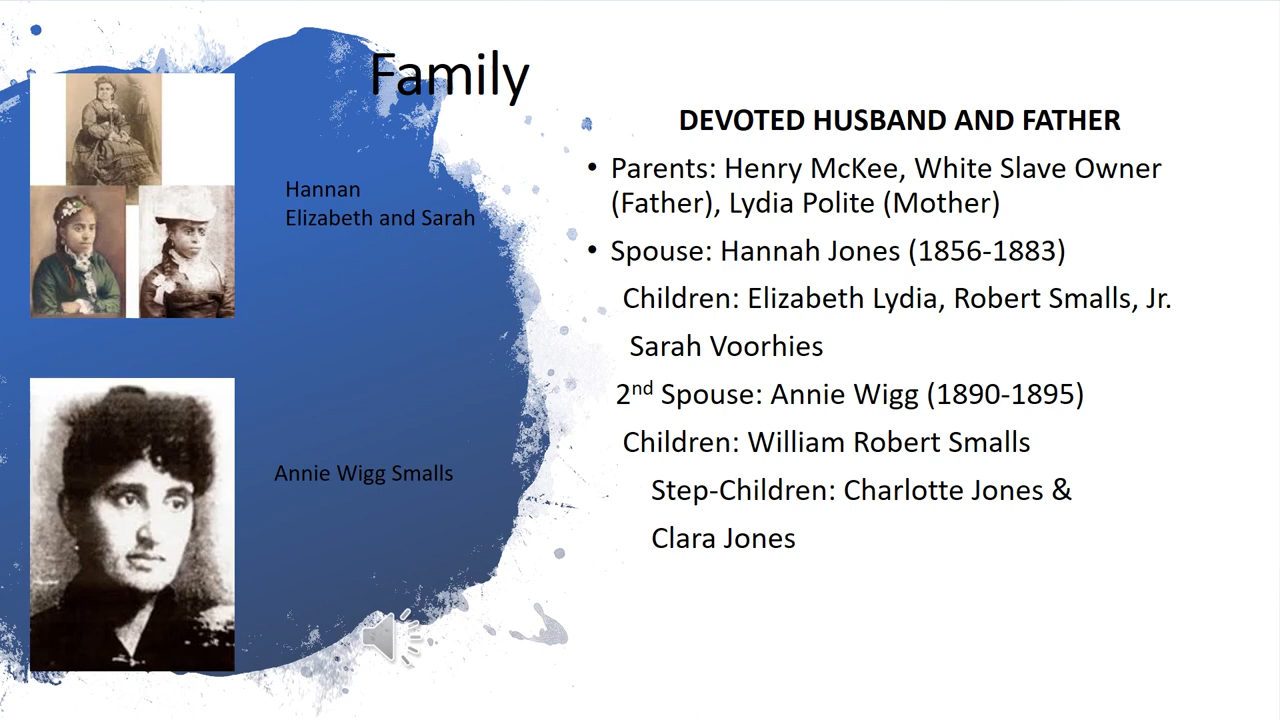 Family
Hannan
Elizabeth and Sarah
Annie Wigg Smalls
DEVOTED HUSBAND AND FATHER
• Parents: Henry McKee, White Slave Owner
(Father), Lydia Polite (Mother)
• Spouse: Hannah Jones (1856-1883)
Children: Elizabeth Lydia, Robert Smalls, Jr.
Sarah Voorhies
2nd Spouse: Annie Wigg (1890-1895)
Children: William Robert Smalls
Step-Children: Charlotte Jones &
Clara Jones